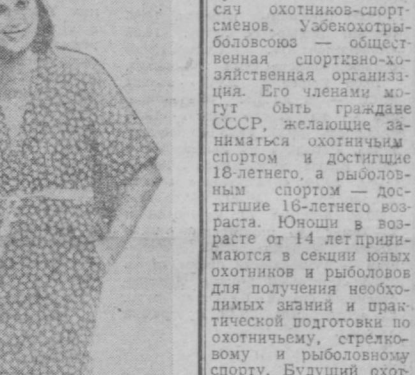 сяч охотников-спорт-
сменов. Узбекохотры-
боловсоюз — общест-
венная спортивно-хо-
зяйственная организа-
ция. Его членами мо-
гут быть граждане
СССР, желающие за-
ниматься охотничьим
спортом и достигшие
18-летнего, а рыболов-
ным спортом — дос-
тигшие 16-летнего воз-
раста. Юноши в воз-
расте от 14 лет прини-
маются в секции юных
охотников и рыболовов
для получения необхо-
димых знаний и прак-
тической подготовки по
охотничьему, стрелко-
вому и рыболовному
спорту. Будущий охот-